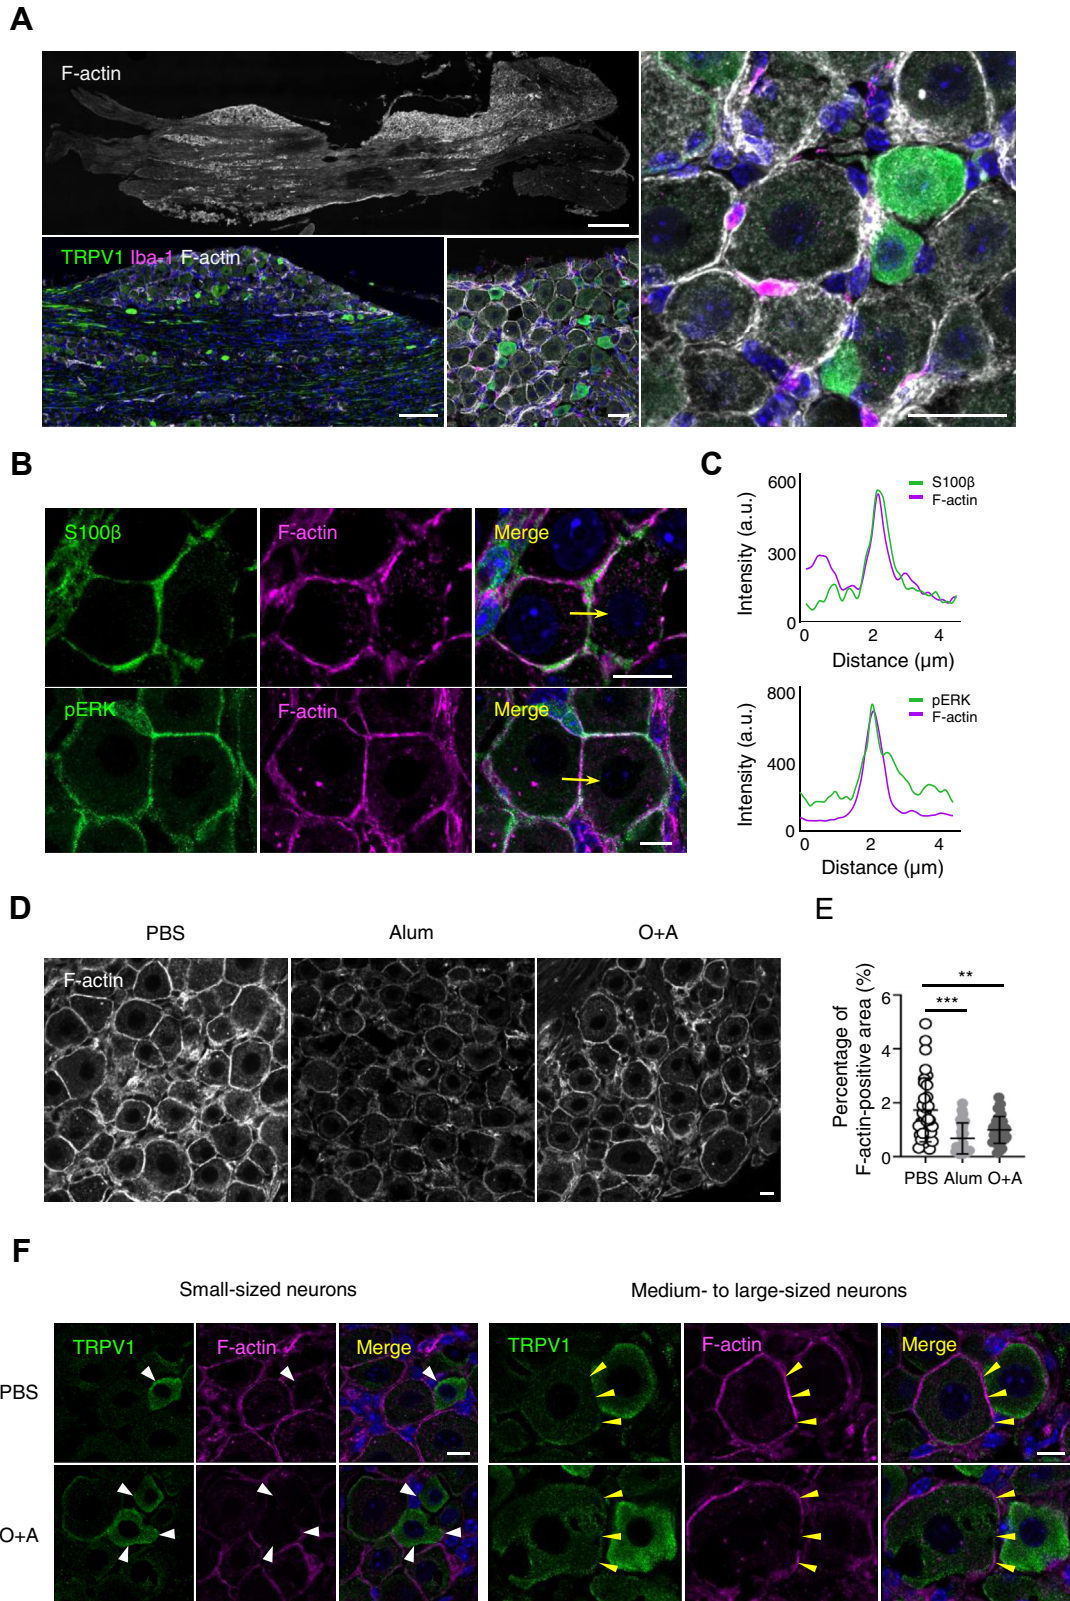 A
F-actin
TRPV1 Iba-1 F-actin
B
S100β
F-actin
Merge
pERK
F-actin
Merge
C
600
300
0
Intensity (a.u.)
S100β
F-actin
0 2 4
Distance (μm)
800
400
0
Intensity (a.u.)
pERK
F-actin
0 2 4
Distance (μm)
D
PBS
Alum
O+A
F-actin
E
Percentage of
F-actin-positive area (%)
6
4
2
0
**
***
PBS Alum O+A
F
Small-sized neurons
Medium- to large-sized neurons
TRPV1
F-actin
Merge
TRPV1
F-actin
Merge
PBS
O+A